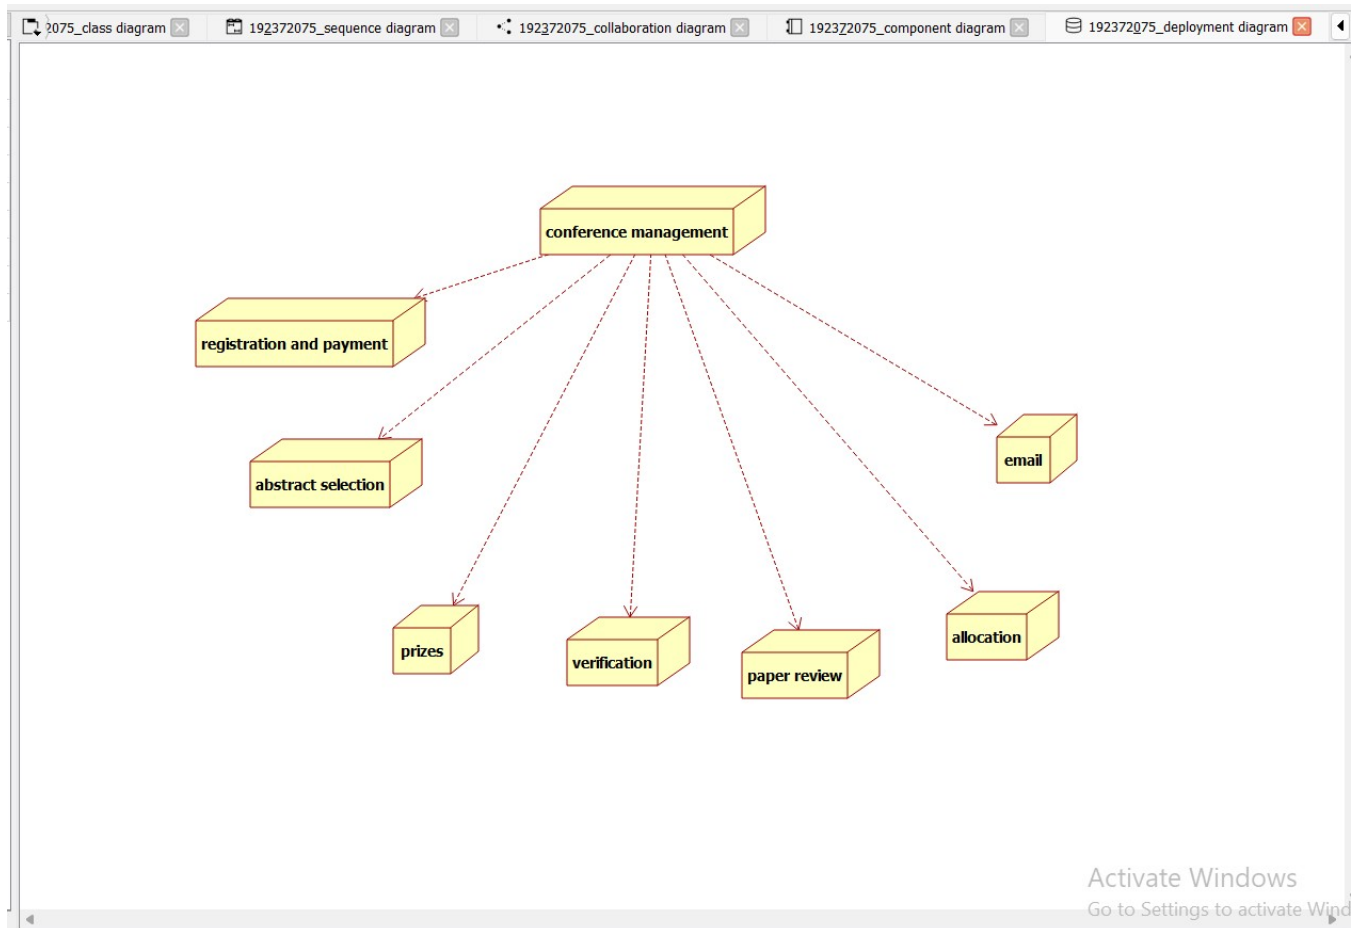 2075_class diagram
192372075_sequence diagram
192372075_collaboration diagram
192372075_component diagram
192372075_deployment diagram
conference management
registration and payment
abstract selection
email
prizes
verification
paper review
allocation
Activate Windows
Go to Settings to activate Wind